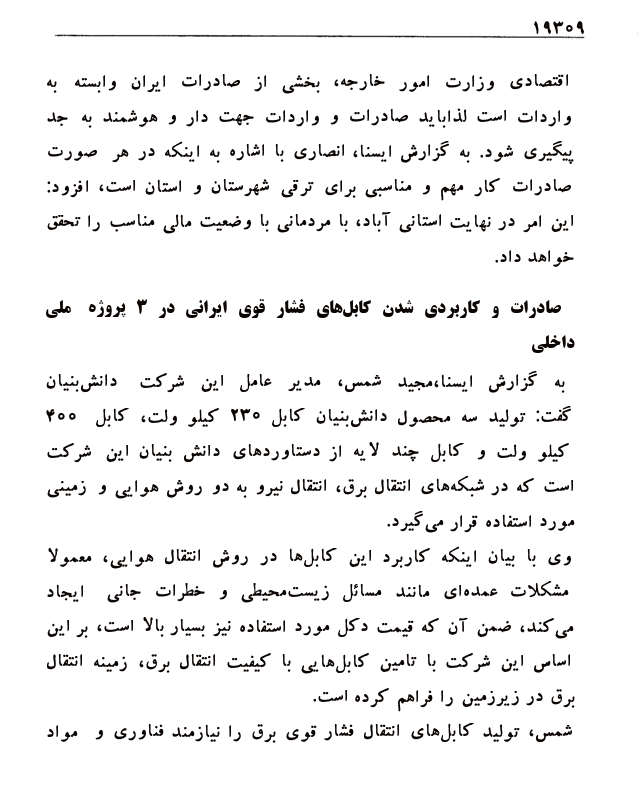 ۱۹۳۰۹
اقتصادی وزارت امور خارجه، بخشی از صادرات ایران وابسته به
واردات است لذاباید صادرات و واردات جهت دار و هوشمند به جد
پیگیری شود. به گزارش ایسنا، انصاری با اشاره به اینکه در هر صورت
صادرات کار مهم و مناسبی برای ترقی شهرستان و استان است، افزود:
این امر در نهایت استانی آباد، با مردمانی با وضعیت مالی مناسب را تحقق
خواهد داد.
صادرات و کاربردی شدن کابل‌های فشار قوی ایرانی در ۳ پروژه ملی
داخلی
به گزارش ایسنا،مجید شمس، مدیر عامل این شرکت دانش‌بنیان
گفت: تولید سه محصول دانش‌بنیان کابل ۲۳۰ کیلو ولت، کابل ۴۰۰
کیلو ولت و کابل چند لایه از دستاوردهای دانش بنیان این شرکت
است که در شبکه‌های انتقال برق، انتقال نیرو به دو روش هوایی و زمینی
مورد استفاده قرار می‌گیرد.
وی با بیان اینکه کاربرد این کابل‌ها در روش انتقال هوایی، معمولا
مشکلات عمده‌ای مانند مسائل زیست‌محیطی و خطرات جانی ایجاد
می‌کند، ضمن آن که قیمت دکل مورد استفاده نیز بسیار بالا است، بر این
اساس این شرکت با تامین کابل‌هایی با کیفیت انتقال برق، زمینه انتقال
برق در زیرزمین را فراهم کرده است.
شمس، تولید کابل‌های انتقال فشار قوی برق را نیازمند فناوری و مواد